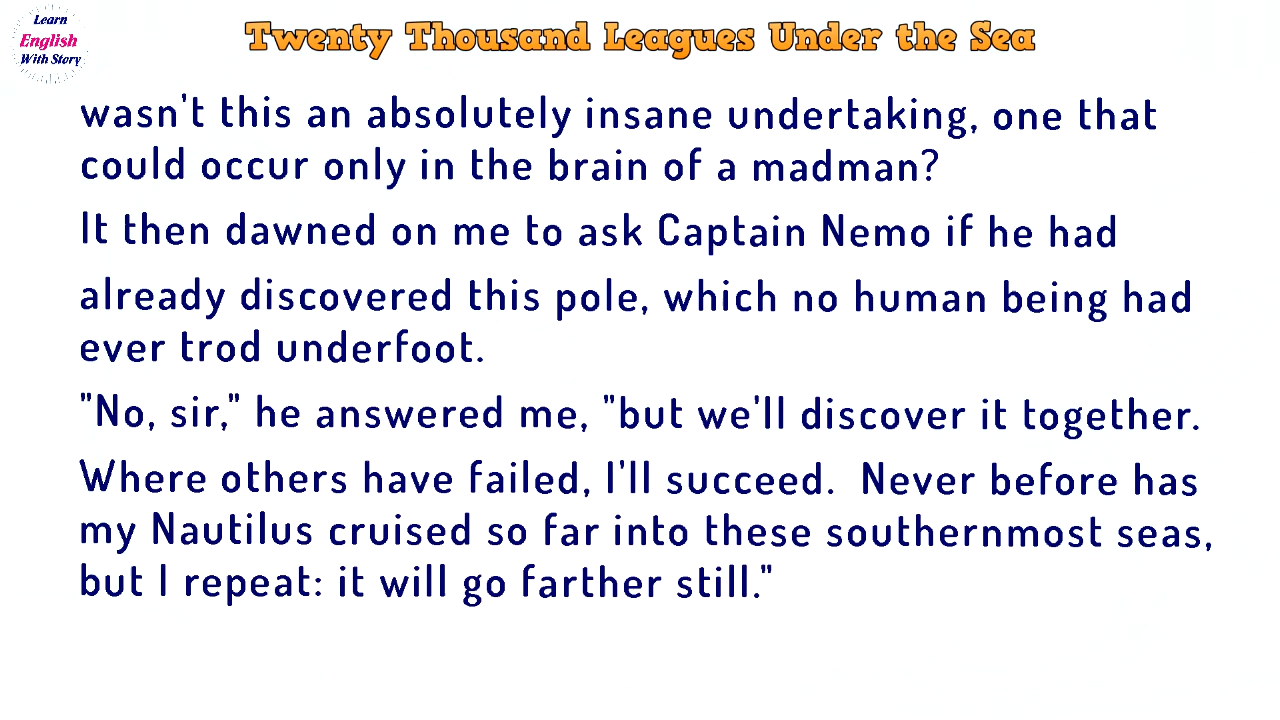 Learn
English
With Story
Twenty Thousand Leagues Under the Sea
wasn't this an absolutely insane undertaking, one that
could occur only in the brain of a madman?
It then dawned on me to ask Captain Nemo if he had
already discovered this pole, which no human being had
ever trod underfoot.
"No, sir," he answered me, "but we'll discover it together.
Where others have failed, I'll succeed.  Never before has
my Nautilus cruised so far into these southernmost seas,
but I repeat: it will go farther still."